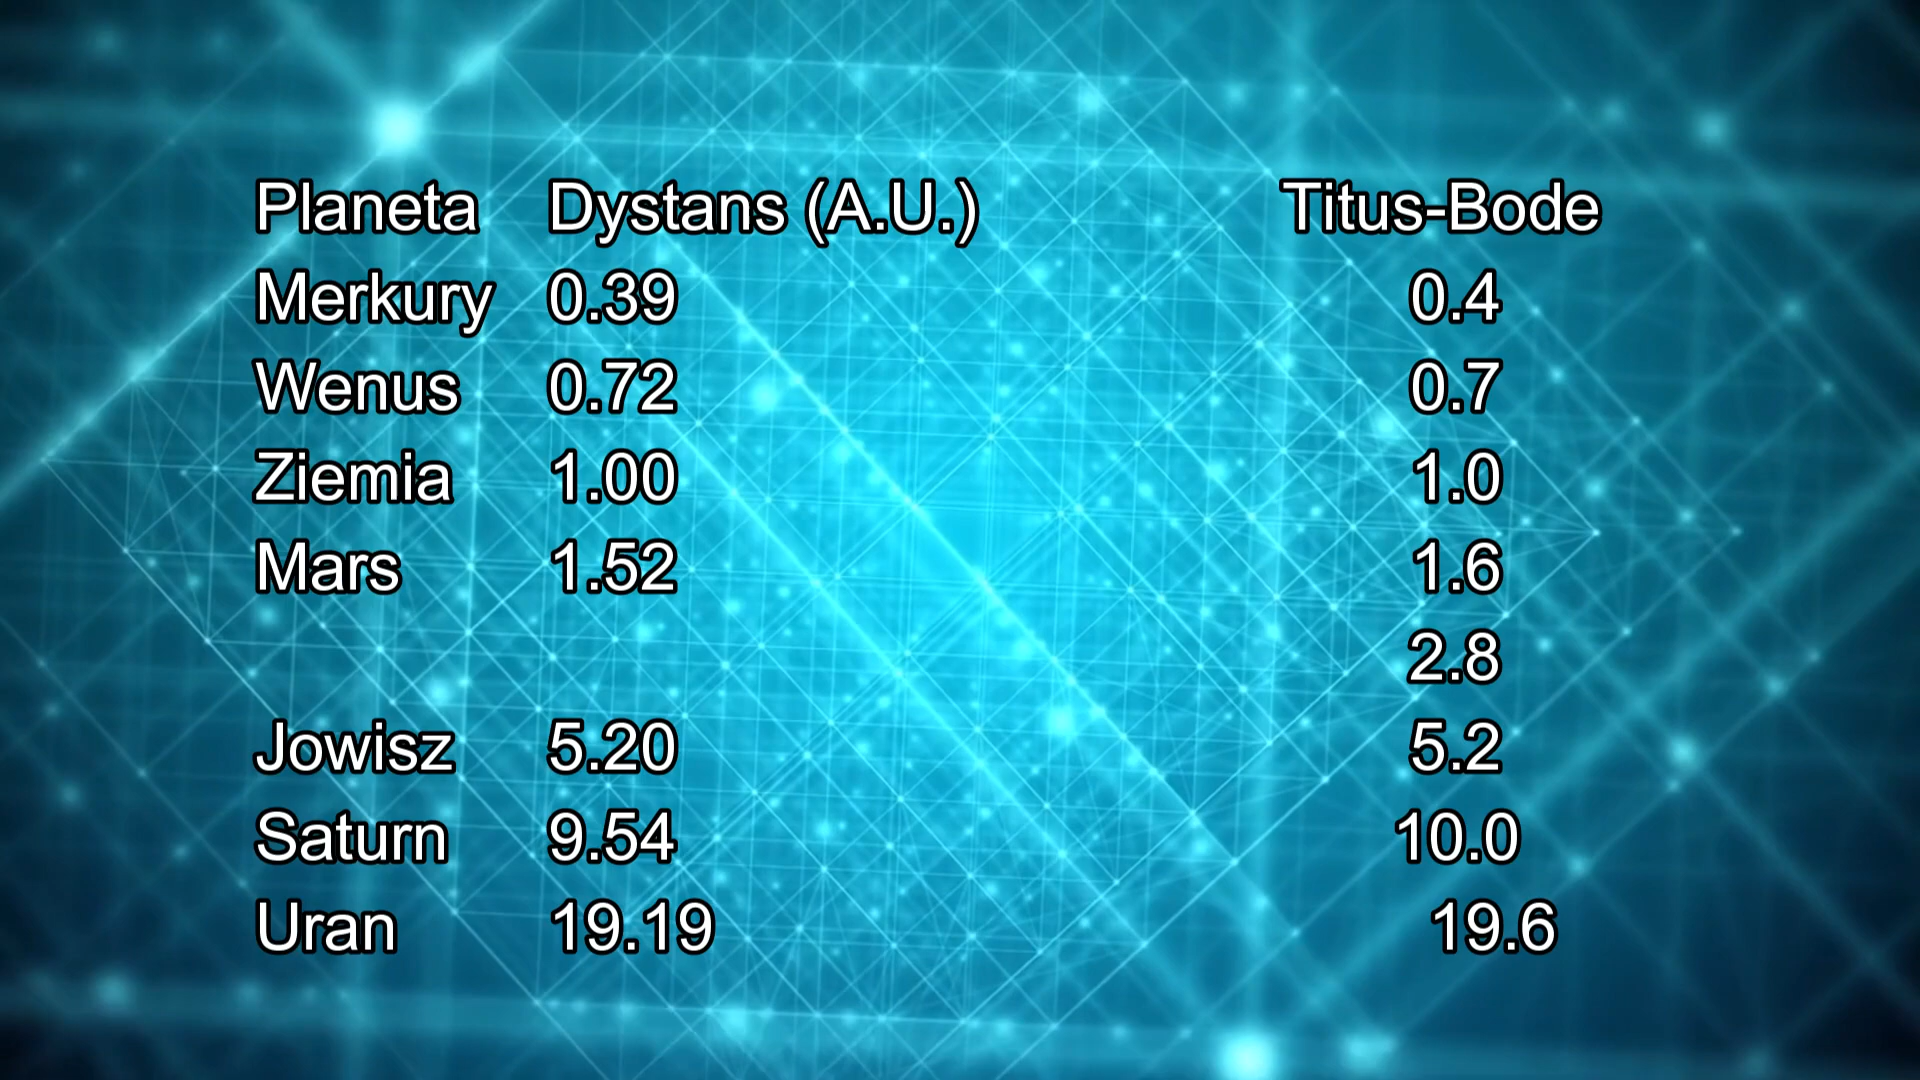 Planeta Dystans (A.U.) Titus-Bode
Merkury 0.39 0.4
Wenus 0.72 0.7
Ziemia 1.00 1.0
Mars 1.52 1.6
2.8
Jowisz 5.20 5.2
Saturn 9.54 10.0
Uran 19.19 19.6